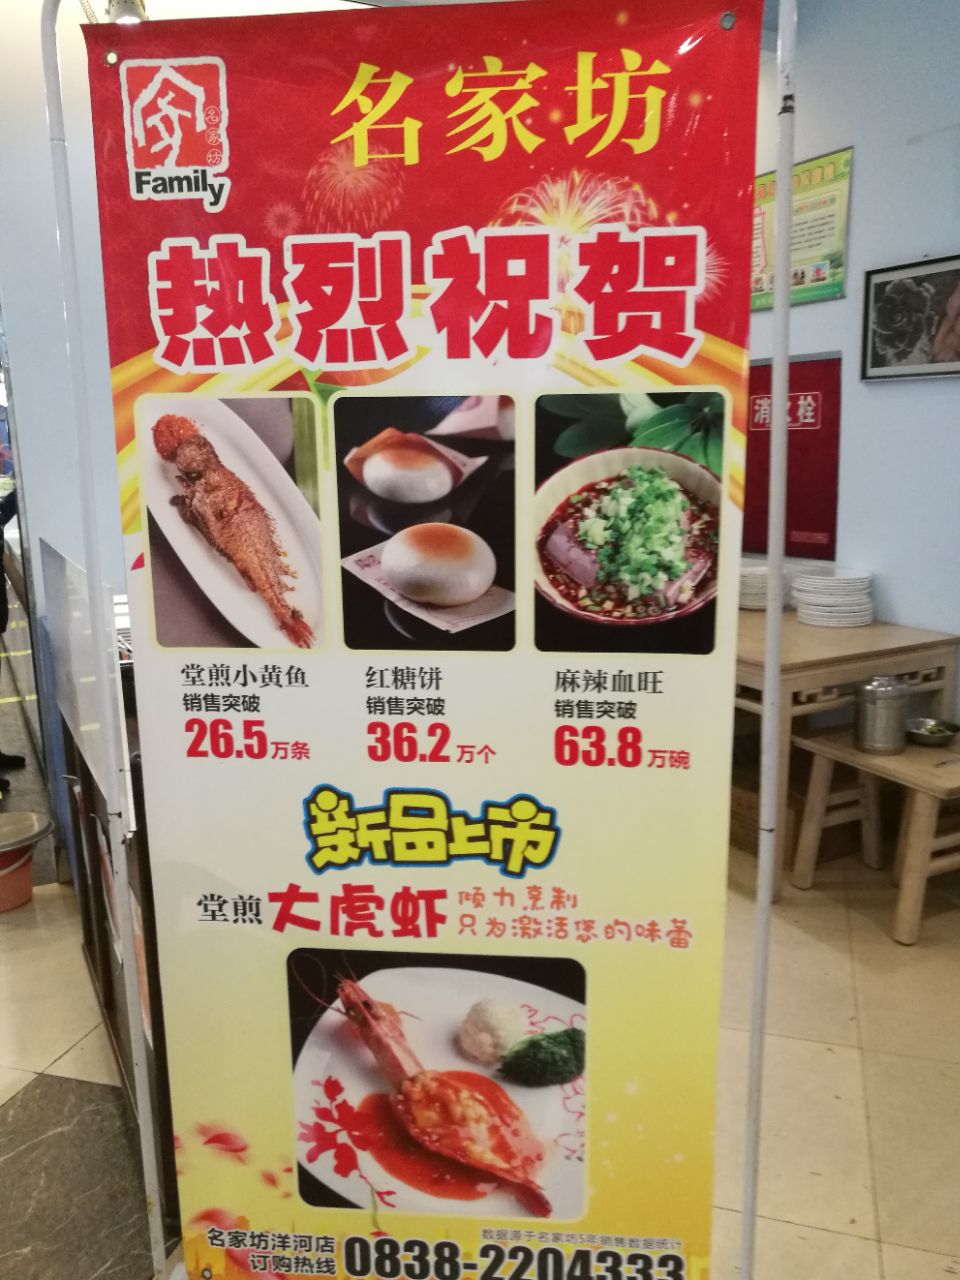 名家坊
名家坊
Family
热烈祝贺
消火栓
堂煎小黄鱼
销售突破
26.5万条
红糖饼
销售突破
36.2万个
麻辣血旺
销售突破
63.8万碗
新品上市
堂煎大虎虾
倾力烹制
只为激活您的味蕾
数据源于名家坊5年销售数据统计
名家坊洋河店
订购热线
0838-2204333